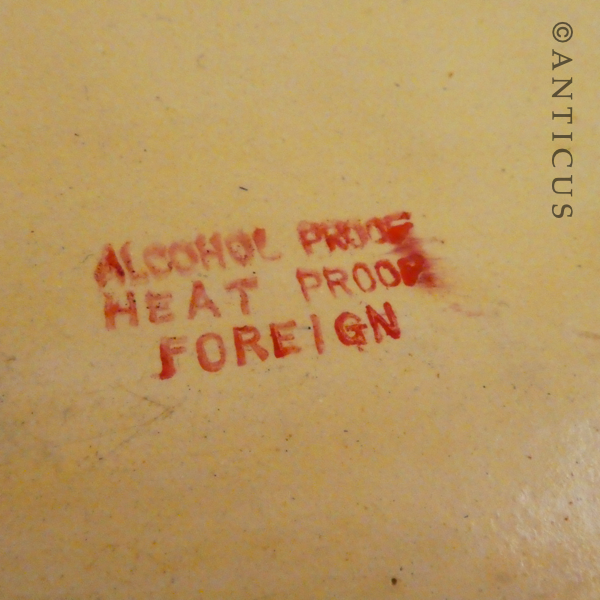 ALCOHOL PROOF
HEAT PROOF
FOREIGN
©ANTICUS